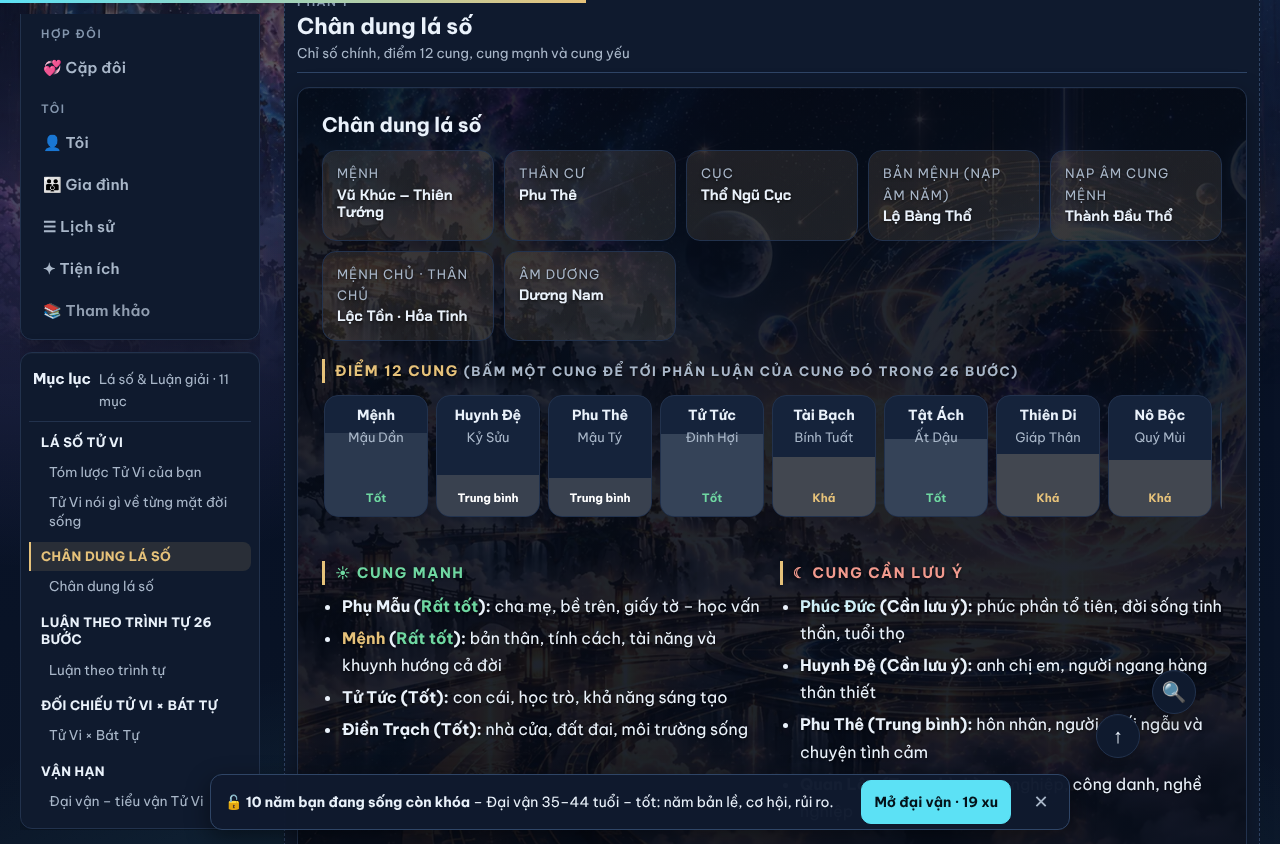 HỢP ĐÔI
💞 Cặp đôi
TÔI
👤 Tôi
👪 Gia đình
☰ Lịch sử
✦ Tiện ích
📚 Tham khảo
Mục lục Lá số & Luận giải · 11
mục
LÁ SỐ TỬ VI
Tóm lược Tử Vi của bạn
Tử Vi nói gì về từng mặt đời
sống
CHÂN DUNG LÁ SỐ
Chân dung lá số
LUẬN THEO TRÌNH TỰ 26
BƯỚC
Luận theo trình tự
ĐỐI CHIẾU TỬ VI × BÁT TỰ
Tử Vi × Bát Tự
VẬN HẠN
Đại vận – tiểu vận Tử Vi
Chân dung lá số
Chỉ số chính, điểm 12 cung, cung mạnh và cung yếu
Chân dung lá số
MỆNH
Vũ Khúc – Thiên
Tướng
THÂN CƯ
Phu Thê
CỤC
Thổ Ngũ Cục
BẢN MỆNH (NẠP
ÂM NĂM)
Lộ Bàng Thổ
NẠP ÂM CUNG
MỆNH
Thành Đầu Thổ
MỆNH CHỦ · THÂN
CHỦ
Lộc Tồn · Hỏa Tinh
ÂM DƯƠNG
Dương Nam
ĐIỂM 12 CUNG (BẤM MỘT CUNG ĐỂ TỚI PHẦN LUẬN CỦA CUNG ĐÓ TRONG 26 BƯỚC)
Mệnh
Mậu Dần
Tốt
Huynh Đệ
Kỷ Sửu
Trung bình
Phu Thê
Mậu Tý
Trung bình
Tử Tức
Đinh Hợi
Tốt
Tài Bạch
Bính Tuất
Khá
Tật Ách
Ất Dậu
Tốt
Thiên Di
Giáp Thân
Khá
Nô Bộc
Quý Mùi
Khá
☀ CUNG MẠNH
Phụ Mẫu (Rất tốt): cha mẹ, bề trên, giấy tờ – học vấn
Mệnh (Rất tốt): bản thân, tính cách, tài năng và
khuynh hướng cả đời
Tử Tức (Tốt): con cái, học trò, khả năng sáng tạo
Điền Trạch (Tốt): nhà cửa, đất đai, môi trường sống
☾ CUNG CẦN LƯU Ý
Phúc Đức (Cần lưu ý): phúc phần tổ tiên, đời sống tinh
thần, tuổi thọ
Huynh Đệ (Cần lưu ý): anh chị em, người ngang hàng
thân thiết
Phu Thê (Trung bình): hôn nhân, người ngẫu và
chuyện tình cảm
công danh, nghề
🔍
↑
🔓 10 năm bạn đang sống còn khóa – Đại vận 35–44 tuổi – tốt: năm bản lề, cơ hội, rủi ro.
Mở đại vận · 19 xu
✕